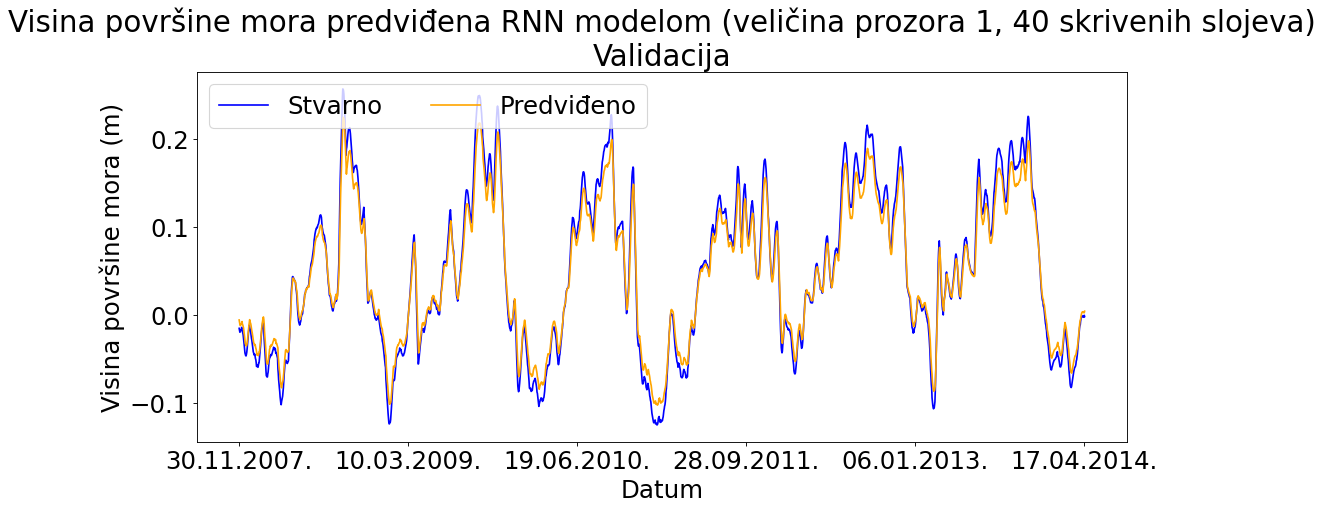 Visina površine mora predviđena RNN modelom (veličina prozora 1, 40 skrivenih slojeva)
Validacija
Stvarno Predviđeno
Visina površine mora (m)
0.2
0.1
0.0
−0.1
30.11.2007. 10.03.2009. 19.06.2010. 28.09.2011. 06.01.2013. 17.04.2014.
Datum